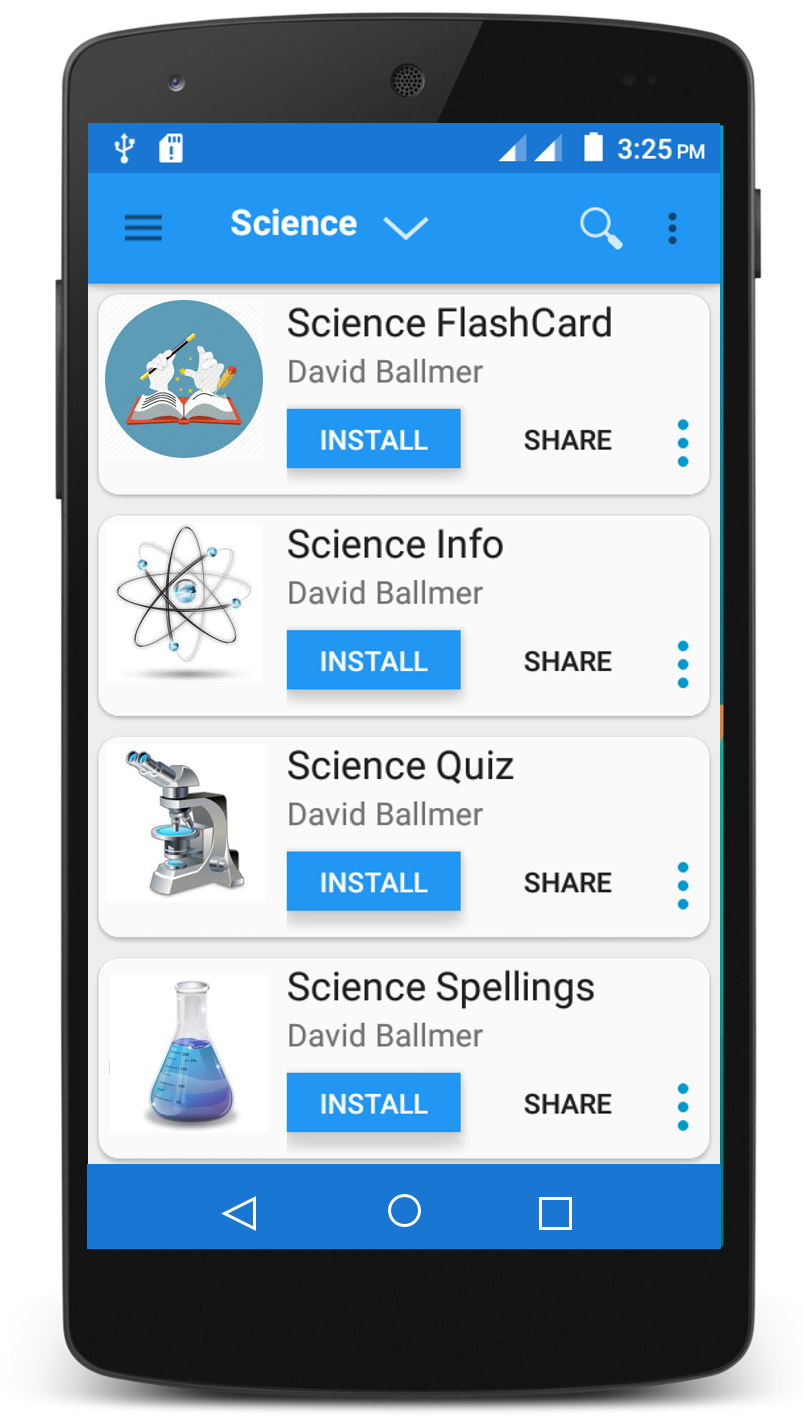 3:25 PM
Science
Science FlashCard
David Ballmer
INSTALL SHARE
Science Info
David Ballmer
INSTALL SHARE
Science Quiz
David Ballmer
INSTALL SHARE
Science Spellings
David Ballmer
INSTALL SHARE